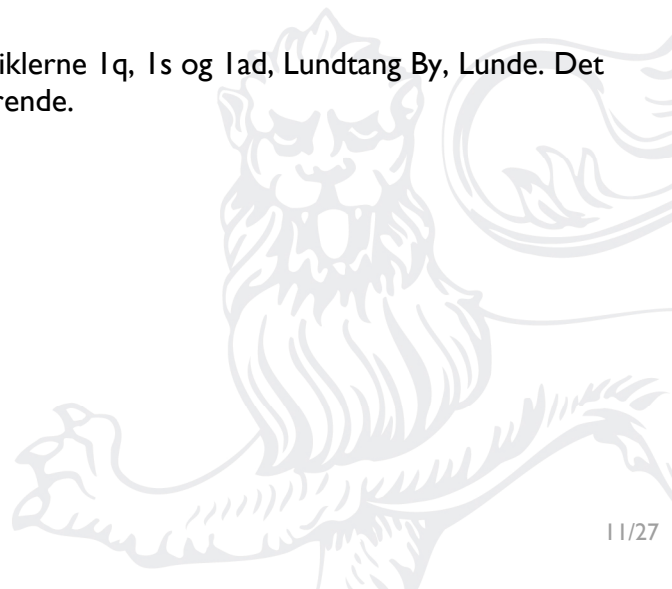 iklerne 1q, 1s og 1ad, Lundtang By, Lunde. Det
rende.
11/27